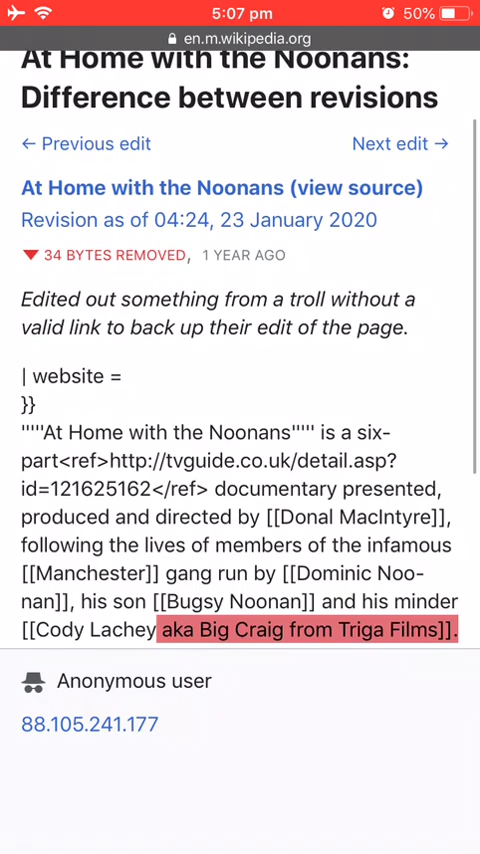 5:07 pm
50%
en.m.wikipedia.org
At Home with the Noonans:
Difference between revisions
← Previous edit
Next edit →
At Home with the Noonans (view source)
Revision as of 04:24, 23 January 2020
34 BYTES REMOVED, 1 YEAR AGO
Edited out something from a troll without a
valid link to back up their edit of the page.
| website =
}}
'''''At Home with the Noonans''''' is a six-
part<ref>http://tvguide.co.uk/detail.asp?
id=121625162</ref> documentary presented,
produced and directed by [[Donal MacIntyre]],
following the lives of members of the infamous
[[Manchester]] gang run by [[Dominic Noo-
nan]], his son [[Bugsy Noonan]] and his minder
[[Cody Lachey aka Big Craig from Triga Films]].
Anonymous user
88.105.241.177